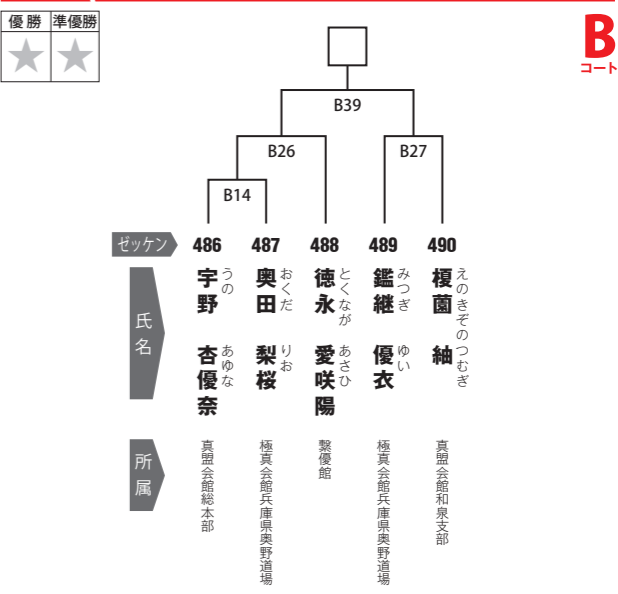 優勝 準優勝
★ ★
B
コート
B39
B26 B27
B14
ゼッケン 486 487 488 489 490
氏名
宇野 杏優奈
うの あゆな
奥田 梨桜
おくだ りお
徳永 愛咲陽
とくなが あさひ
鑑継 優衣
みつぎ ゆい
榎薗 紬
えのきぞの つむぎ
所属
真盟会館総本部
極真会館兵庫県奥野道場
繋優館
極真会館兵庫県奥野道場
真盟会館和泉支部